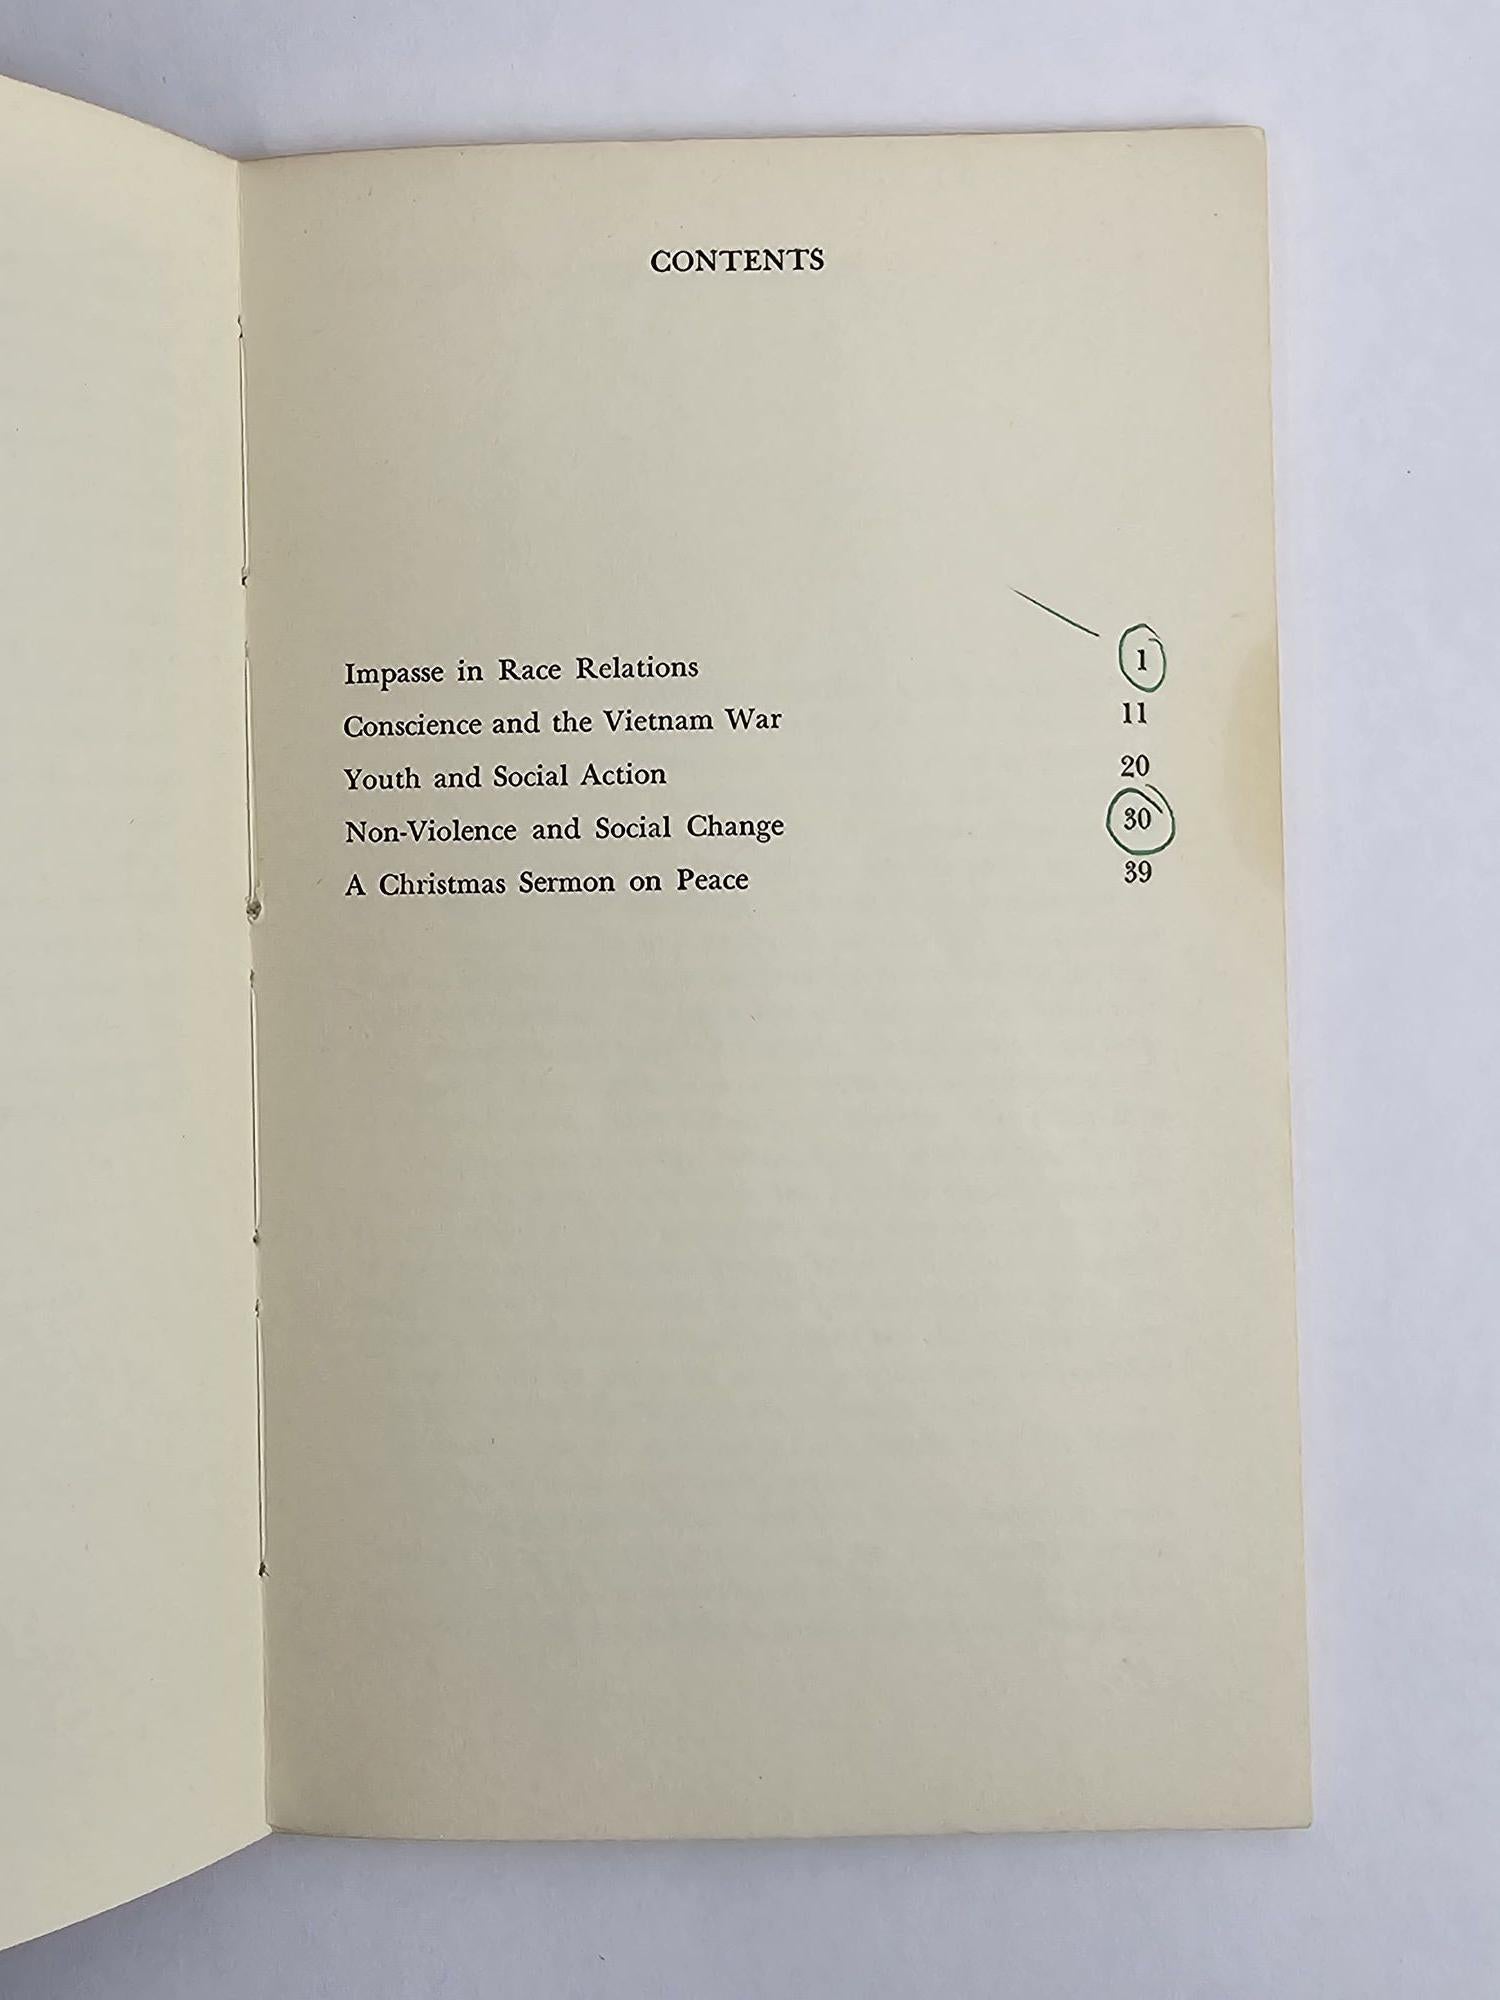 CONTENTS
Impasse in Race Relations 1
Conscience and the Vietnam War 11
Youth and Social Action 20
Non-Violence and Social Change 30
A Christmas Sermon on Peace 39